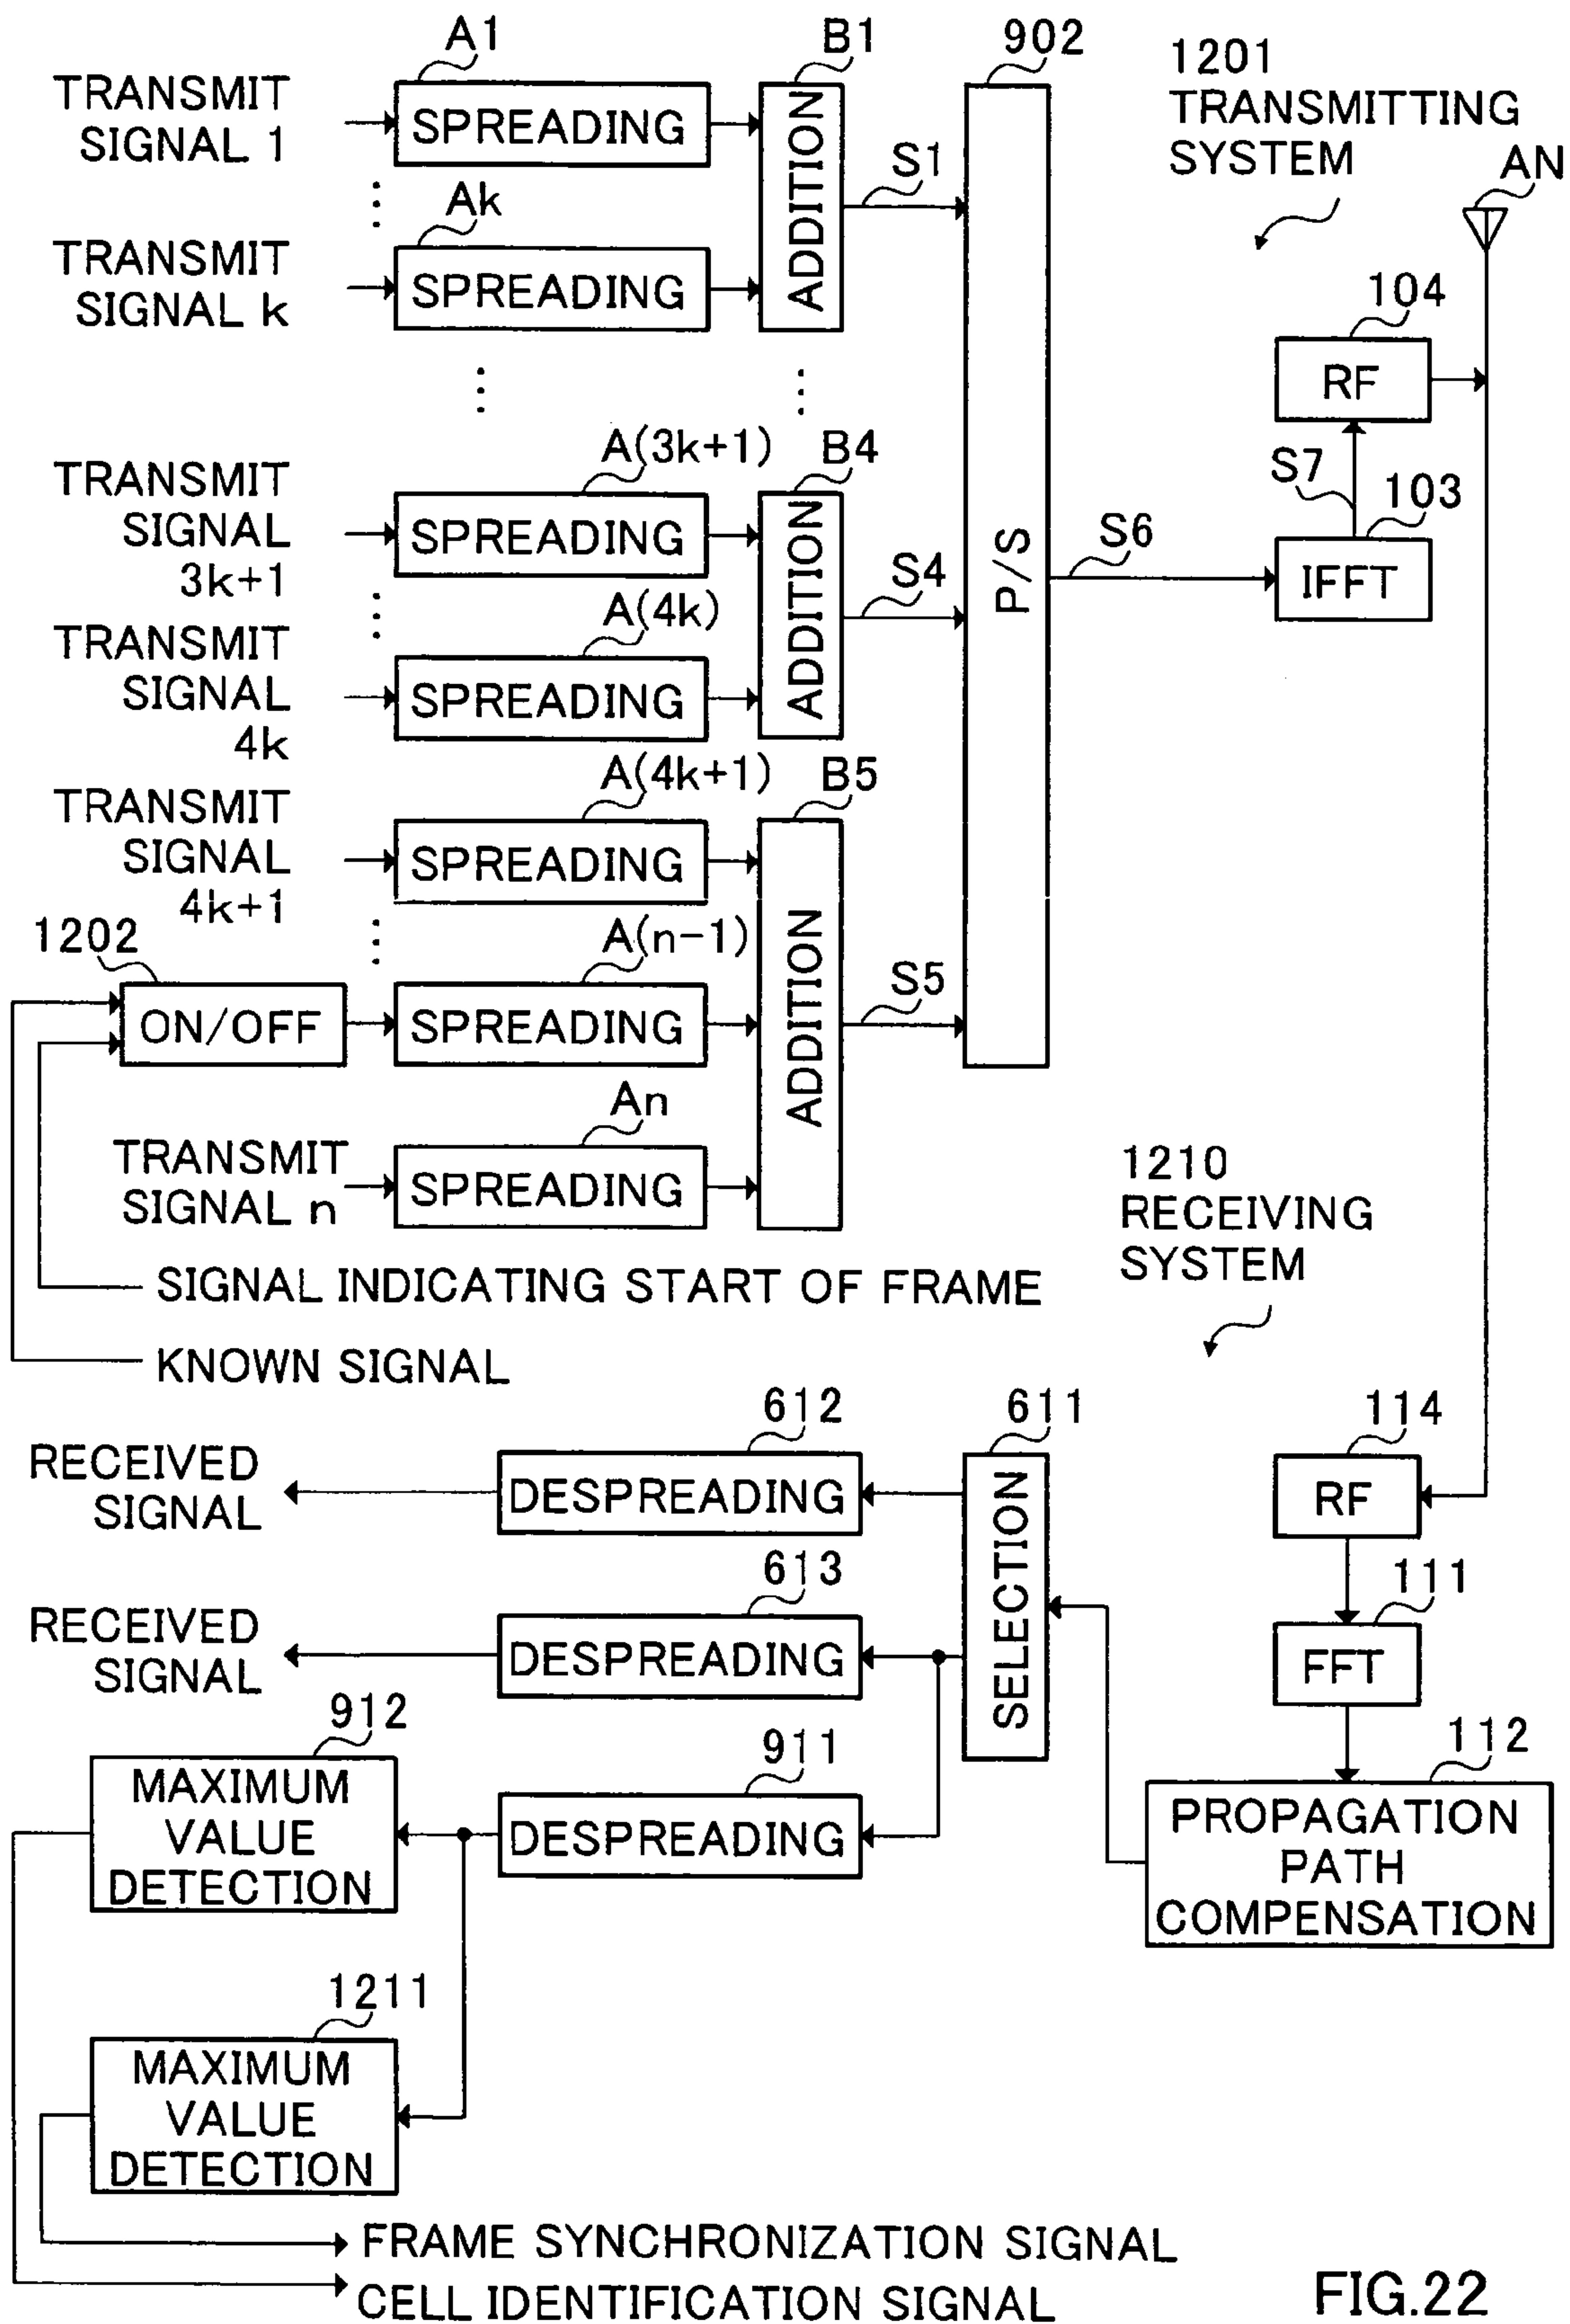 A1
B1
902
1201
TRANSMITTING
SYSTEM
TRANSMIT
SIGNAL 1
SPREADING
ADDITION
S1
AN
Ak
TRANSMIT
SIGNAL k
SPREADING
104
RF
A(3k+1)
B4
TRANSMIT
SIGNAL
3k+1
SPREADING
ADDITION
S4
P/S
S6
S7
103
IFFT
A(4k)
TRANSMIT
SIGNAL
4k
SPREADING
A(4k+1)
B5
TRANSMIT
SIGNAL
4k+1
SPREADING
ADDITION
1202
A(n-1)
ON/OFF
SPREADING
S5
An
TRANSMIT
SIGNAL n
SPREADING
1210
RECEIVING
SYSTEM
SIGNAL INDICATING START OF FRAME
KNOWN SIGNAL
612
611
114
RECEIVED
SIGNAL
DESPREADING
SELECTION
RF
613
111
RECEIVED
SIGNAL
DESPREADING
FFT
912
911
112
MAXIMUM
VALUE
DETECTION
DESPREADING
PROPAGATION
PATH
COMPENSATION
1211
MAXIMUM
VALUE
DETECTION
FRAME SYNCHRONIZATION SIGNAL
CELL IDENTIFICATION SIGNAL
FIG.22